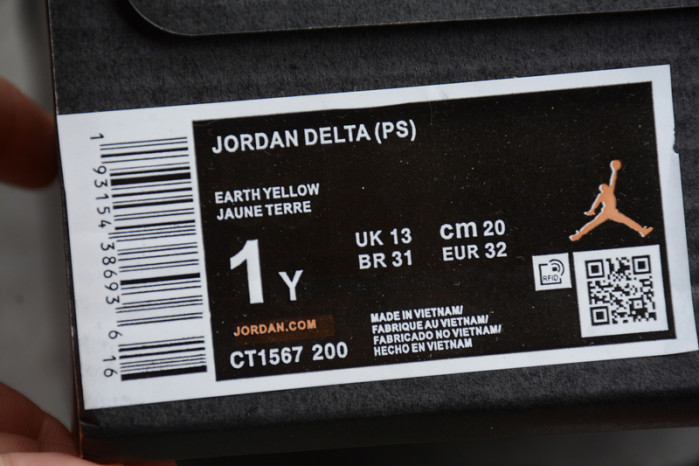 JORDAN DELTA (PS)
EARTH YELLOW
JAUNE TERRE
1Y
UK 13 cm 20
BR 31 EUR 32
RFID
JORDAN.COM
CT1567 200
MADE IN VIETNAM/
FABRIQUE AU VIETNAM/
FABRICADO NO VIETNAM/
HECHO EN VIETNAM
1 93154 38693 6 16